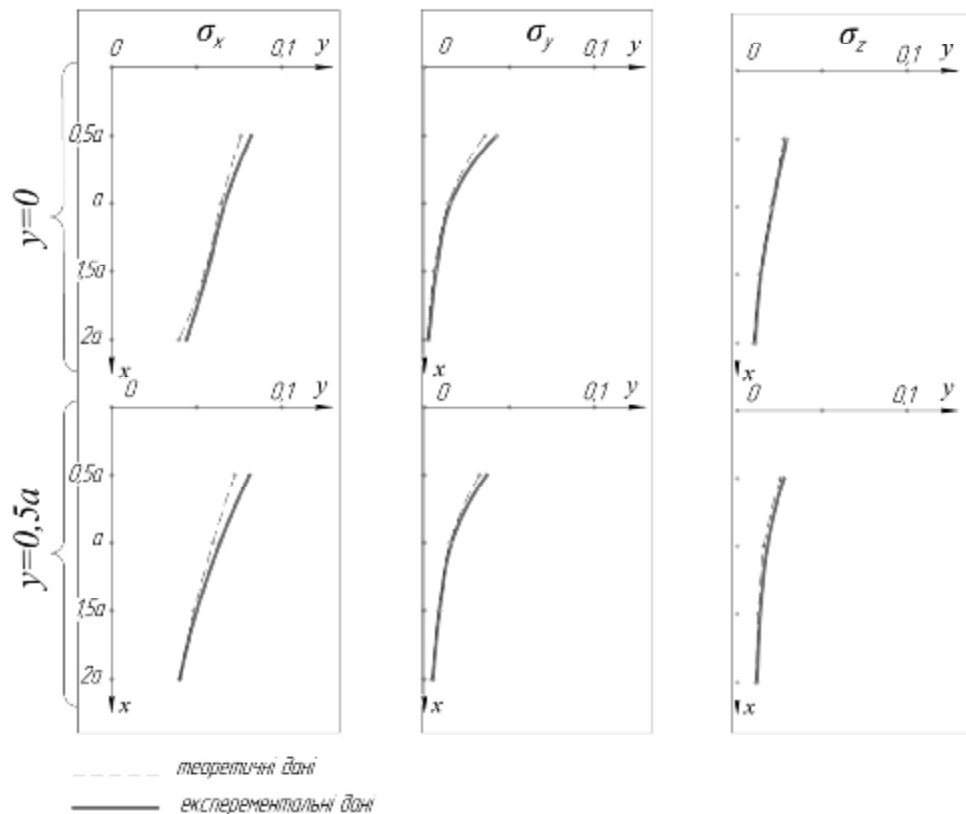 σx
σy
σz
0 0,1 y
0 0,1 y
0 0,1 y
y=0
0,5a
a
1,5a
2a
x
x
x
0 0,1 y
0 0,1 y
0 0,1 y
y=0,5a
0,5a
a
1,5a
2a
x
x
x
теоретичні дані
експерементальні дані